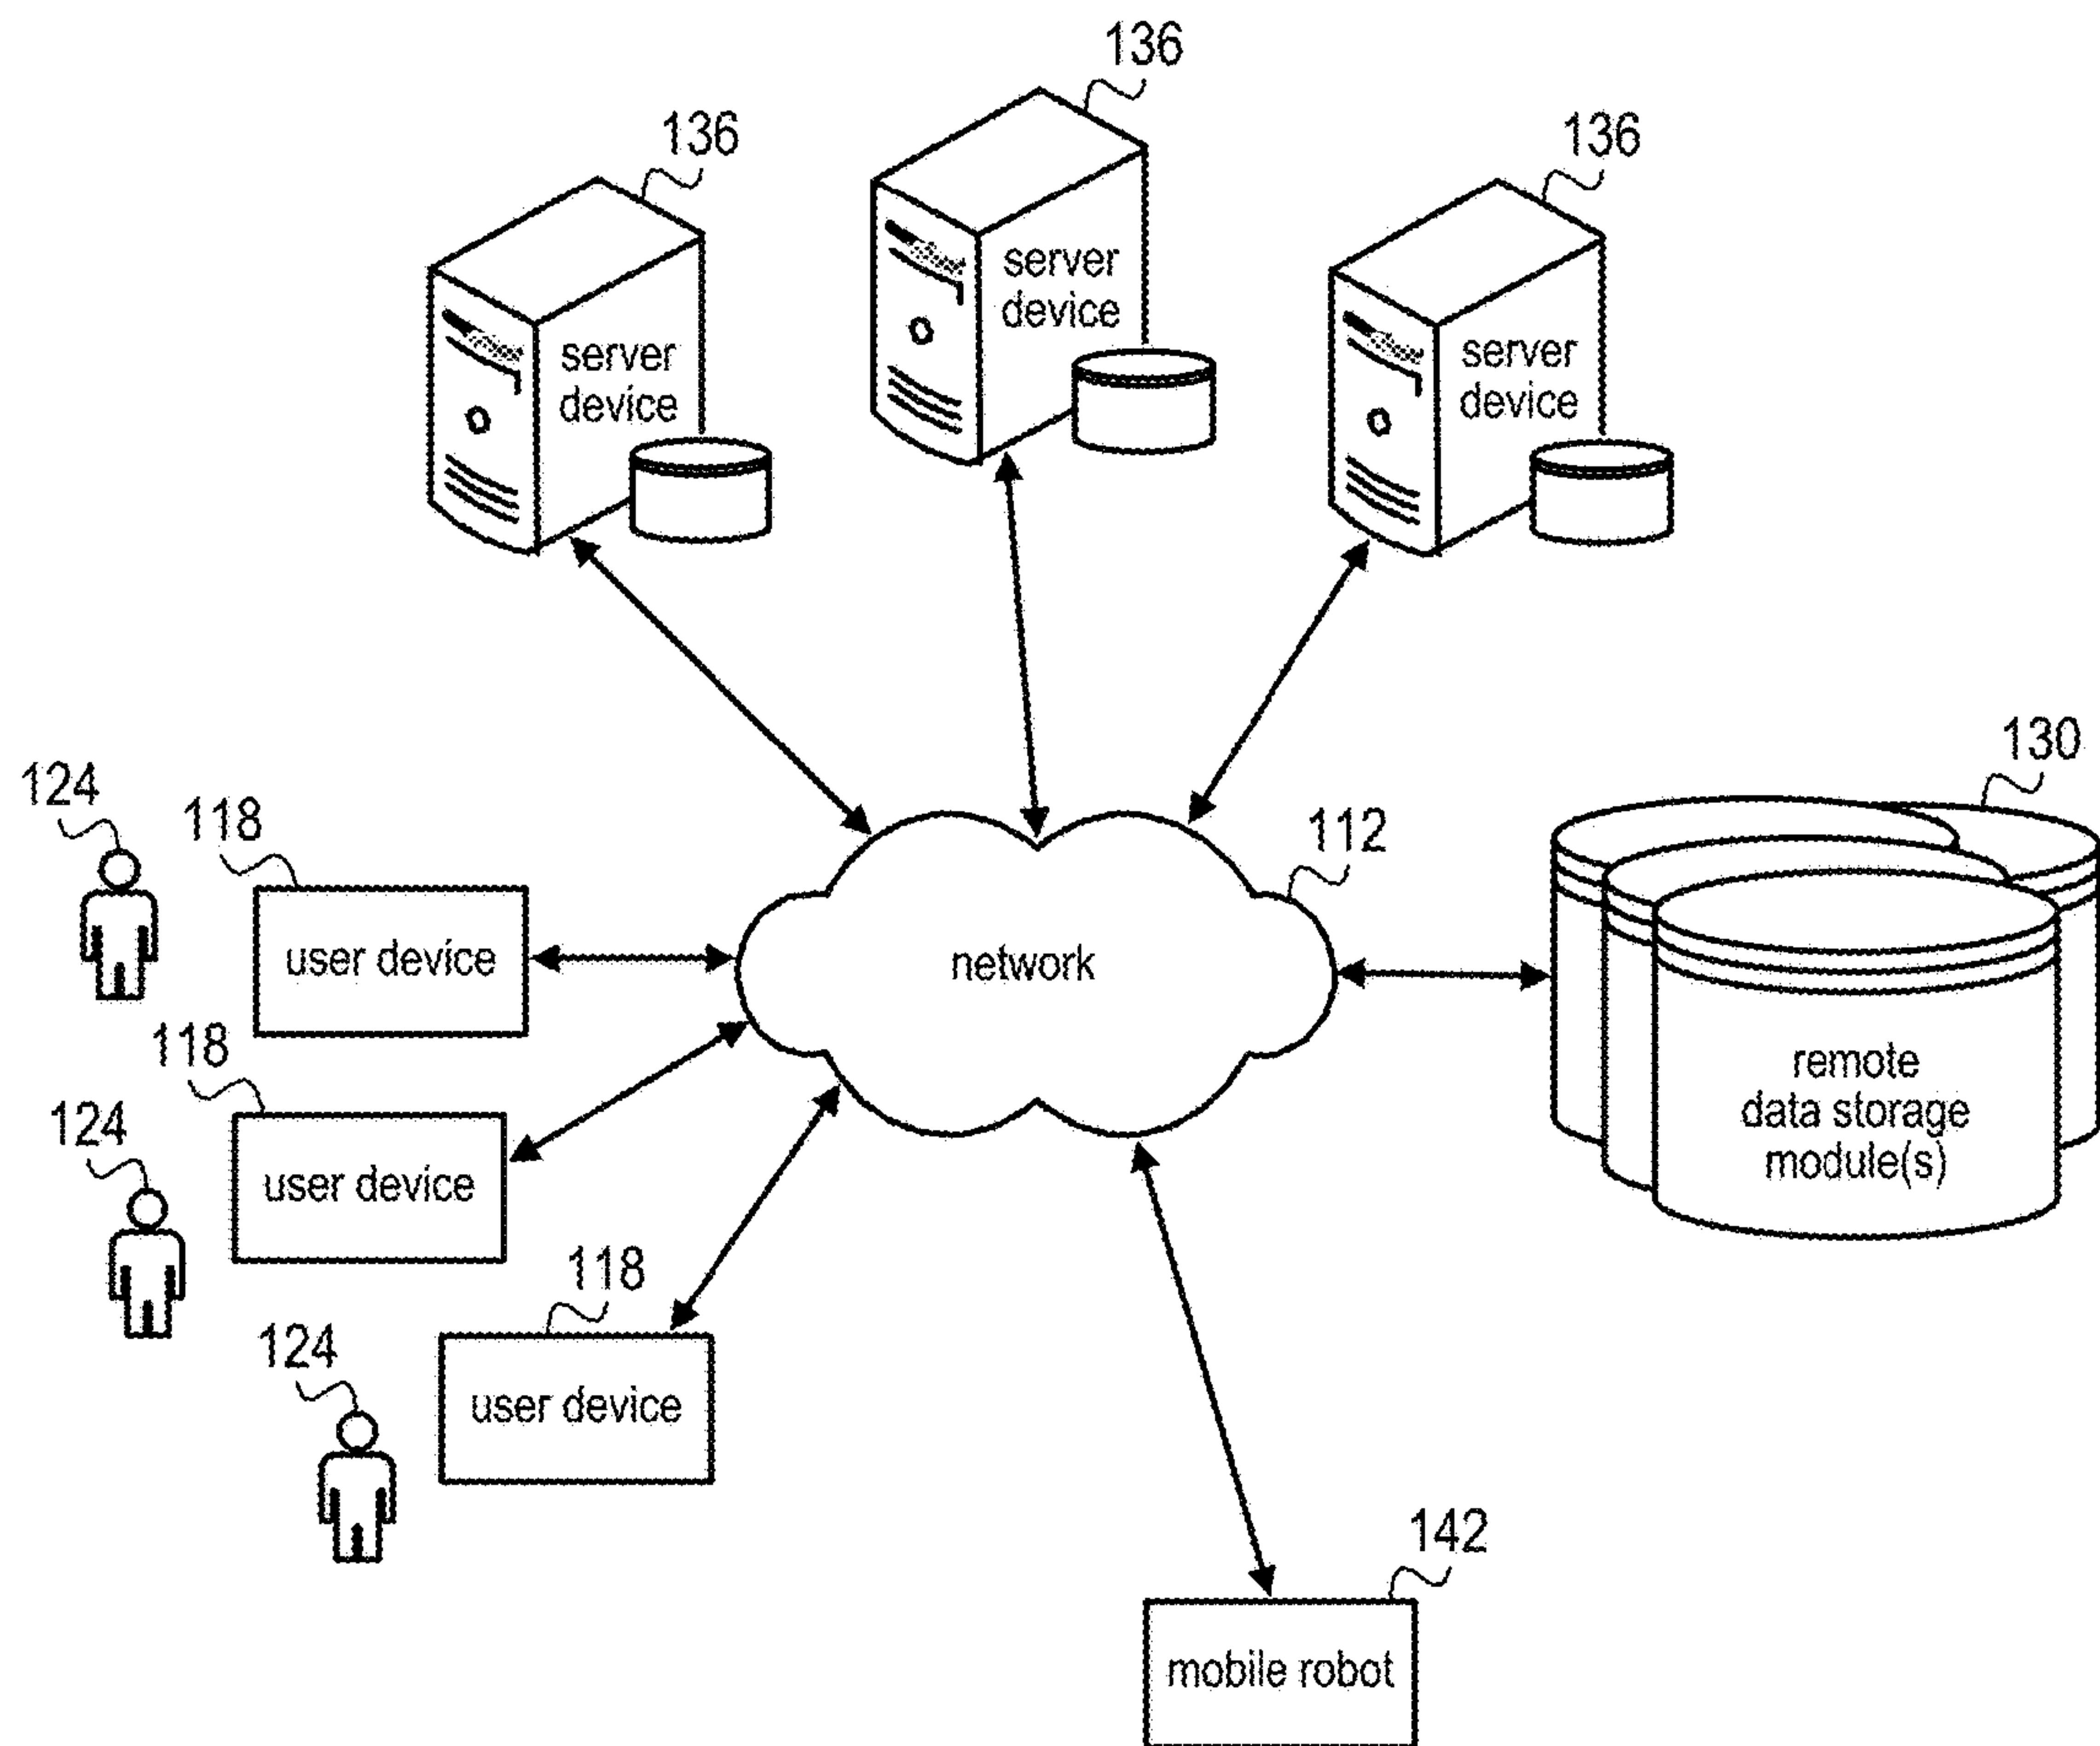 136
136
136
server
device
server
device
server
device
130
124
118
112
user device
network
118
remote
data storage
module(s)
124
user device
118
124
user device
142
mobile robot